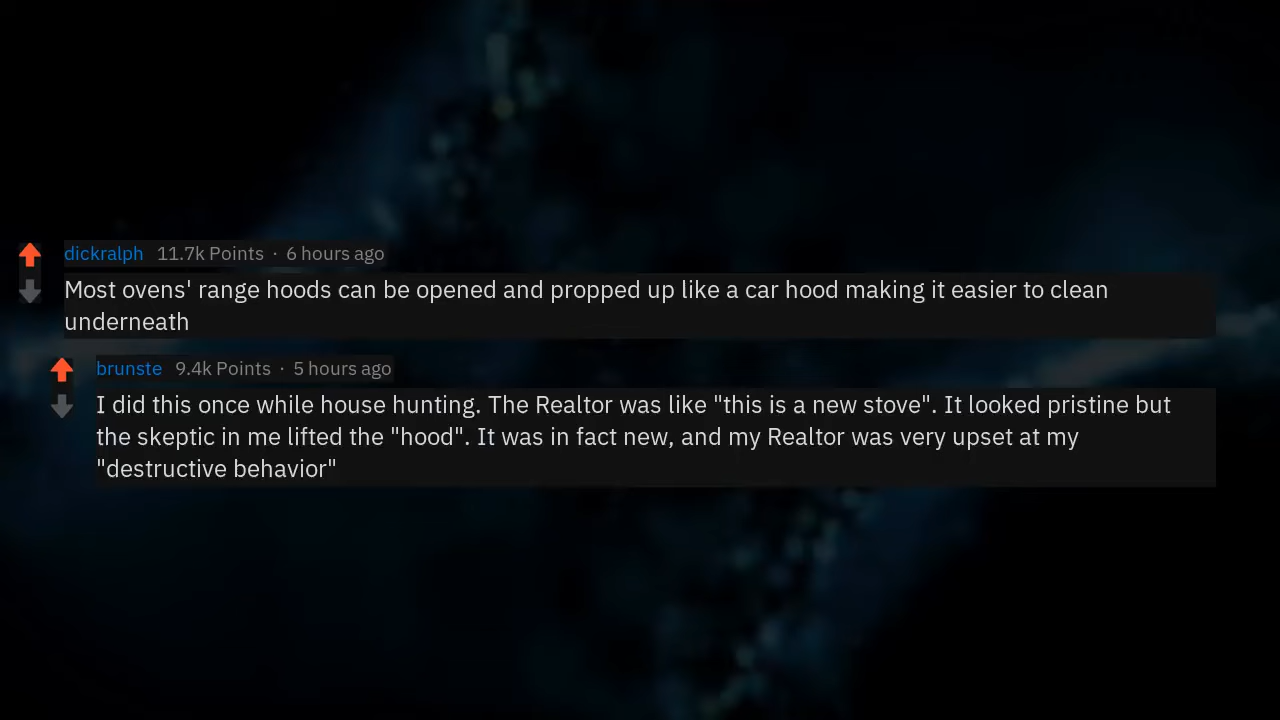 dickralph 11.7k Points · 6 hours ago
Most ovens' range hoods can be opened and propped up like a car hood making it easier to clean
underneath
brunste 9.4k Points · 5 hours ago
I did this once while house hunting. The Realtor was like "this is a new stove". It looked pristine but
the skeptic in me lifted the "hood". It was in fact new, and my Realtor was very upset at my
"destructive behavior"